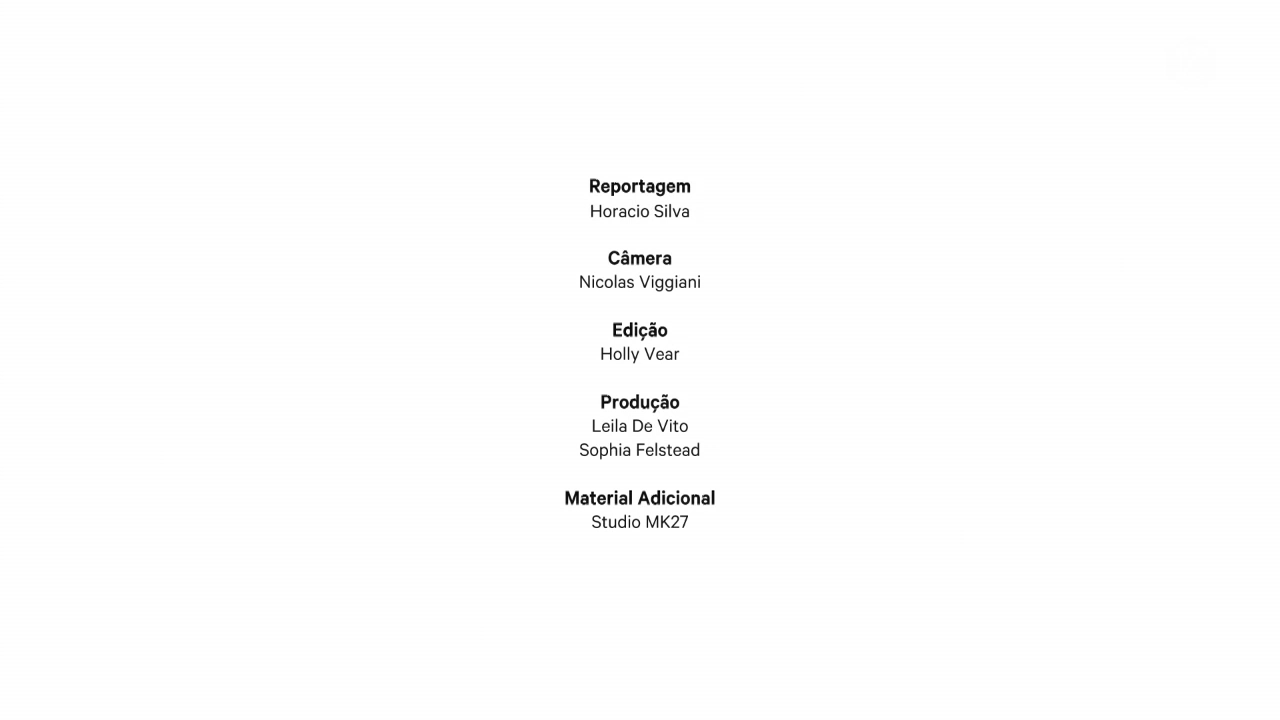 Reportagem
Horacio Silva
Câmera
Nicolas Viggiani
Edição
Holly Vear
Produção
Leila De Vito
Sophia Felstead
Material Adicional
Studio MK27